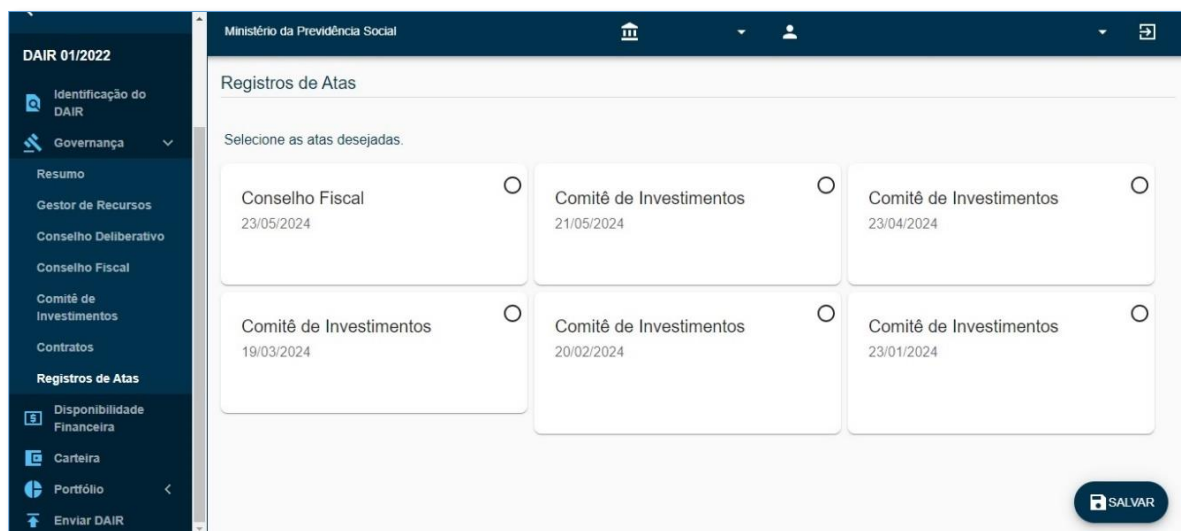 DAIR 01/2022
Identificação do
DAIR
Governança
Resumo
Gestor de Recursos
Conselho Deliberativo
Conselho Fiscal
Comitê de
Investimentos
Contratos
Registros de Atas
Disponibilidade
Financeira
Carteira
Portfólio
Enviar DAIR
Ministério da Previdência Social
Registros de Atas
Selecione as atas desejadas.
Conselho Fiscal
23/05/2024
Comitê de Investimentos
21/05/2024
Comitê de Investimentos
23/04/2024
Comitê de Investimentos
19/03/2024
Comitê de Investimentos
20/02/2024
Comitê de Investimentos
23/01/2024
SALVAR